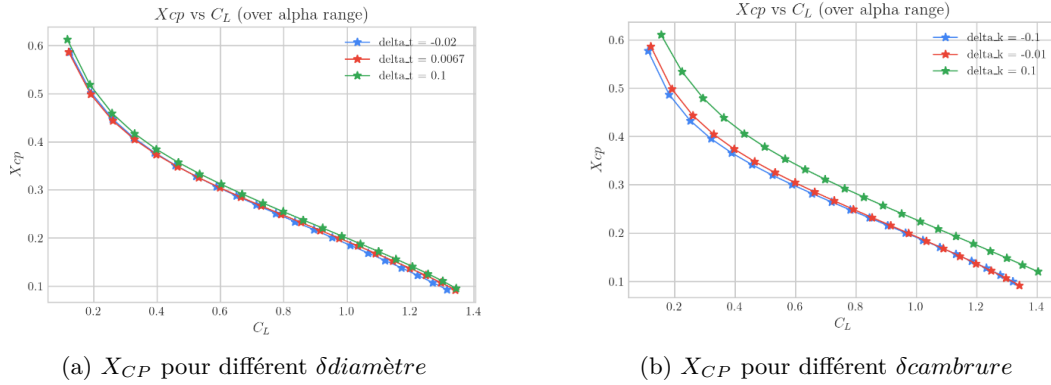 Xcp vs C_L (over alpha range)
delta_t = -0.02
delta_t = 0.0067
delta_t = 0.1
0.6
0.5
0.4
0.3
0.2
0.1
Xcp
0.2 0.4 0.6 0.8 1.0 1.2 1.4
C_L
(a) X_CP pour différent δdiamètre
Xcp vs C_L (over alpha range)
delta_k = -0.1
delta_k = -0.01
delta_k = 0.1
0.6
0.5
0.4
0.3
0.2
0.1
Xcp
0.2 0.4 0.6 0.8 1.0 1.2 1.4
C_L
(b) X_CP pour différent δcambrure